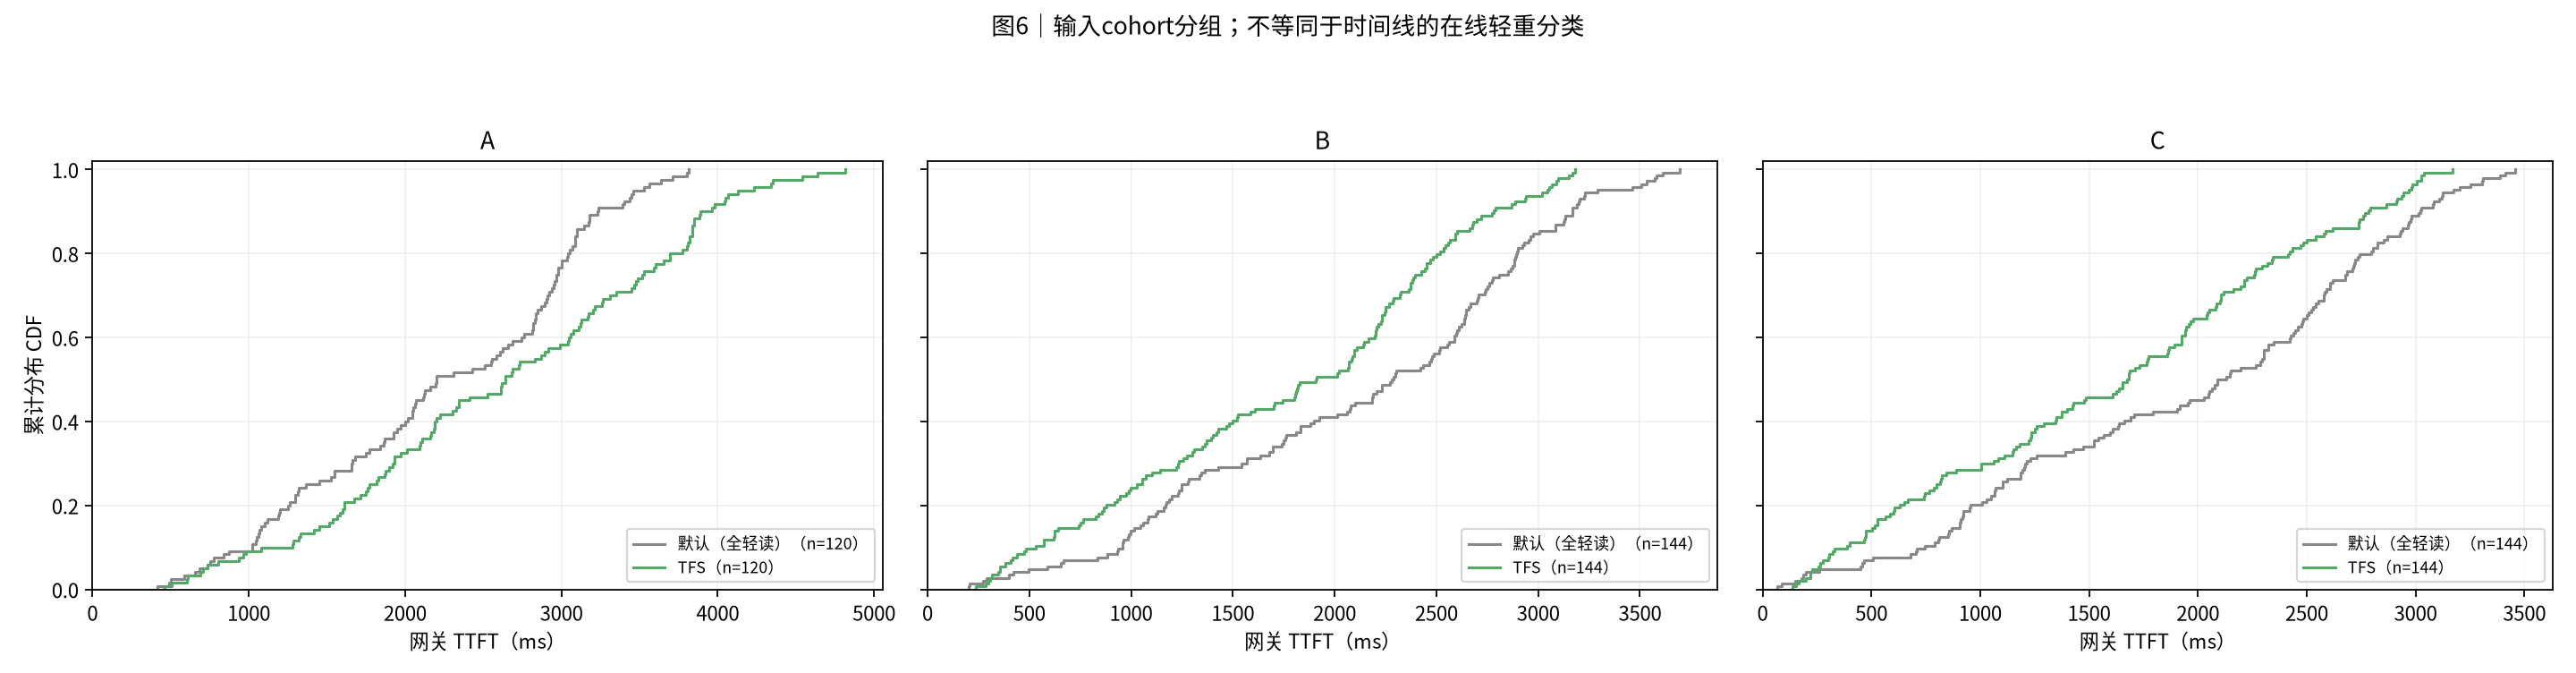 图6｜输入cohort分组；不等同于时间线的在线轻重分类
A
B
C
累计分布 CDF
1.0
0.8
0.6
0.4
0.2
0.0
默认（全轻读）（n=120）
TFS（n=120）
默认（全轻读）（n=144）
TFS（n=144）
默认（全轻读）（n=144）
TFS（n=144）
0 1000 2000 3000 4000 5000
0 500 1000 1500 2000 2500 3000 3500
0 500 1000 1500 2000 2500 3000 3500
网关 TTFT（ms）
网关 TTFT（ms）
网关 TTFT（ms）